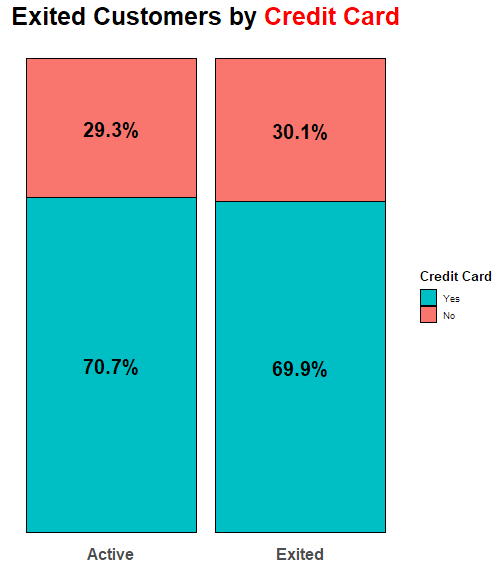 Exited Customers by Credit Card
29.3%
30.1%
Credit Card
Yes
No
70.7%
69.9%
Active
Exited